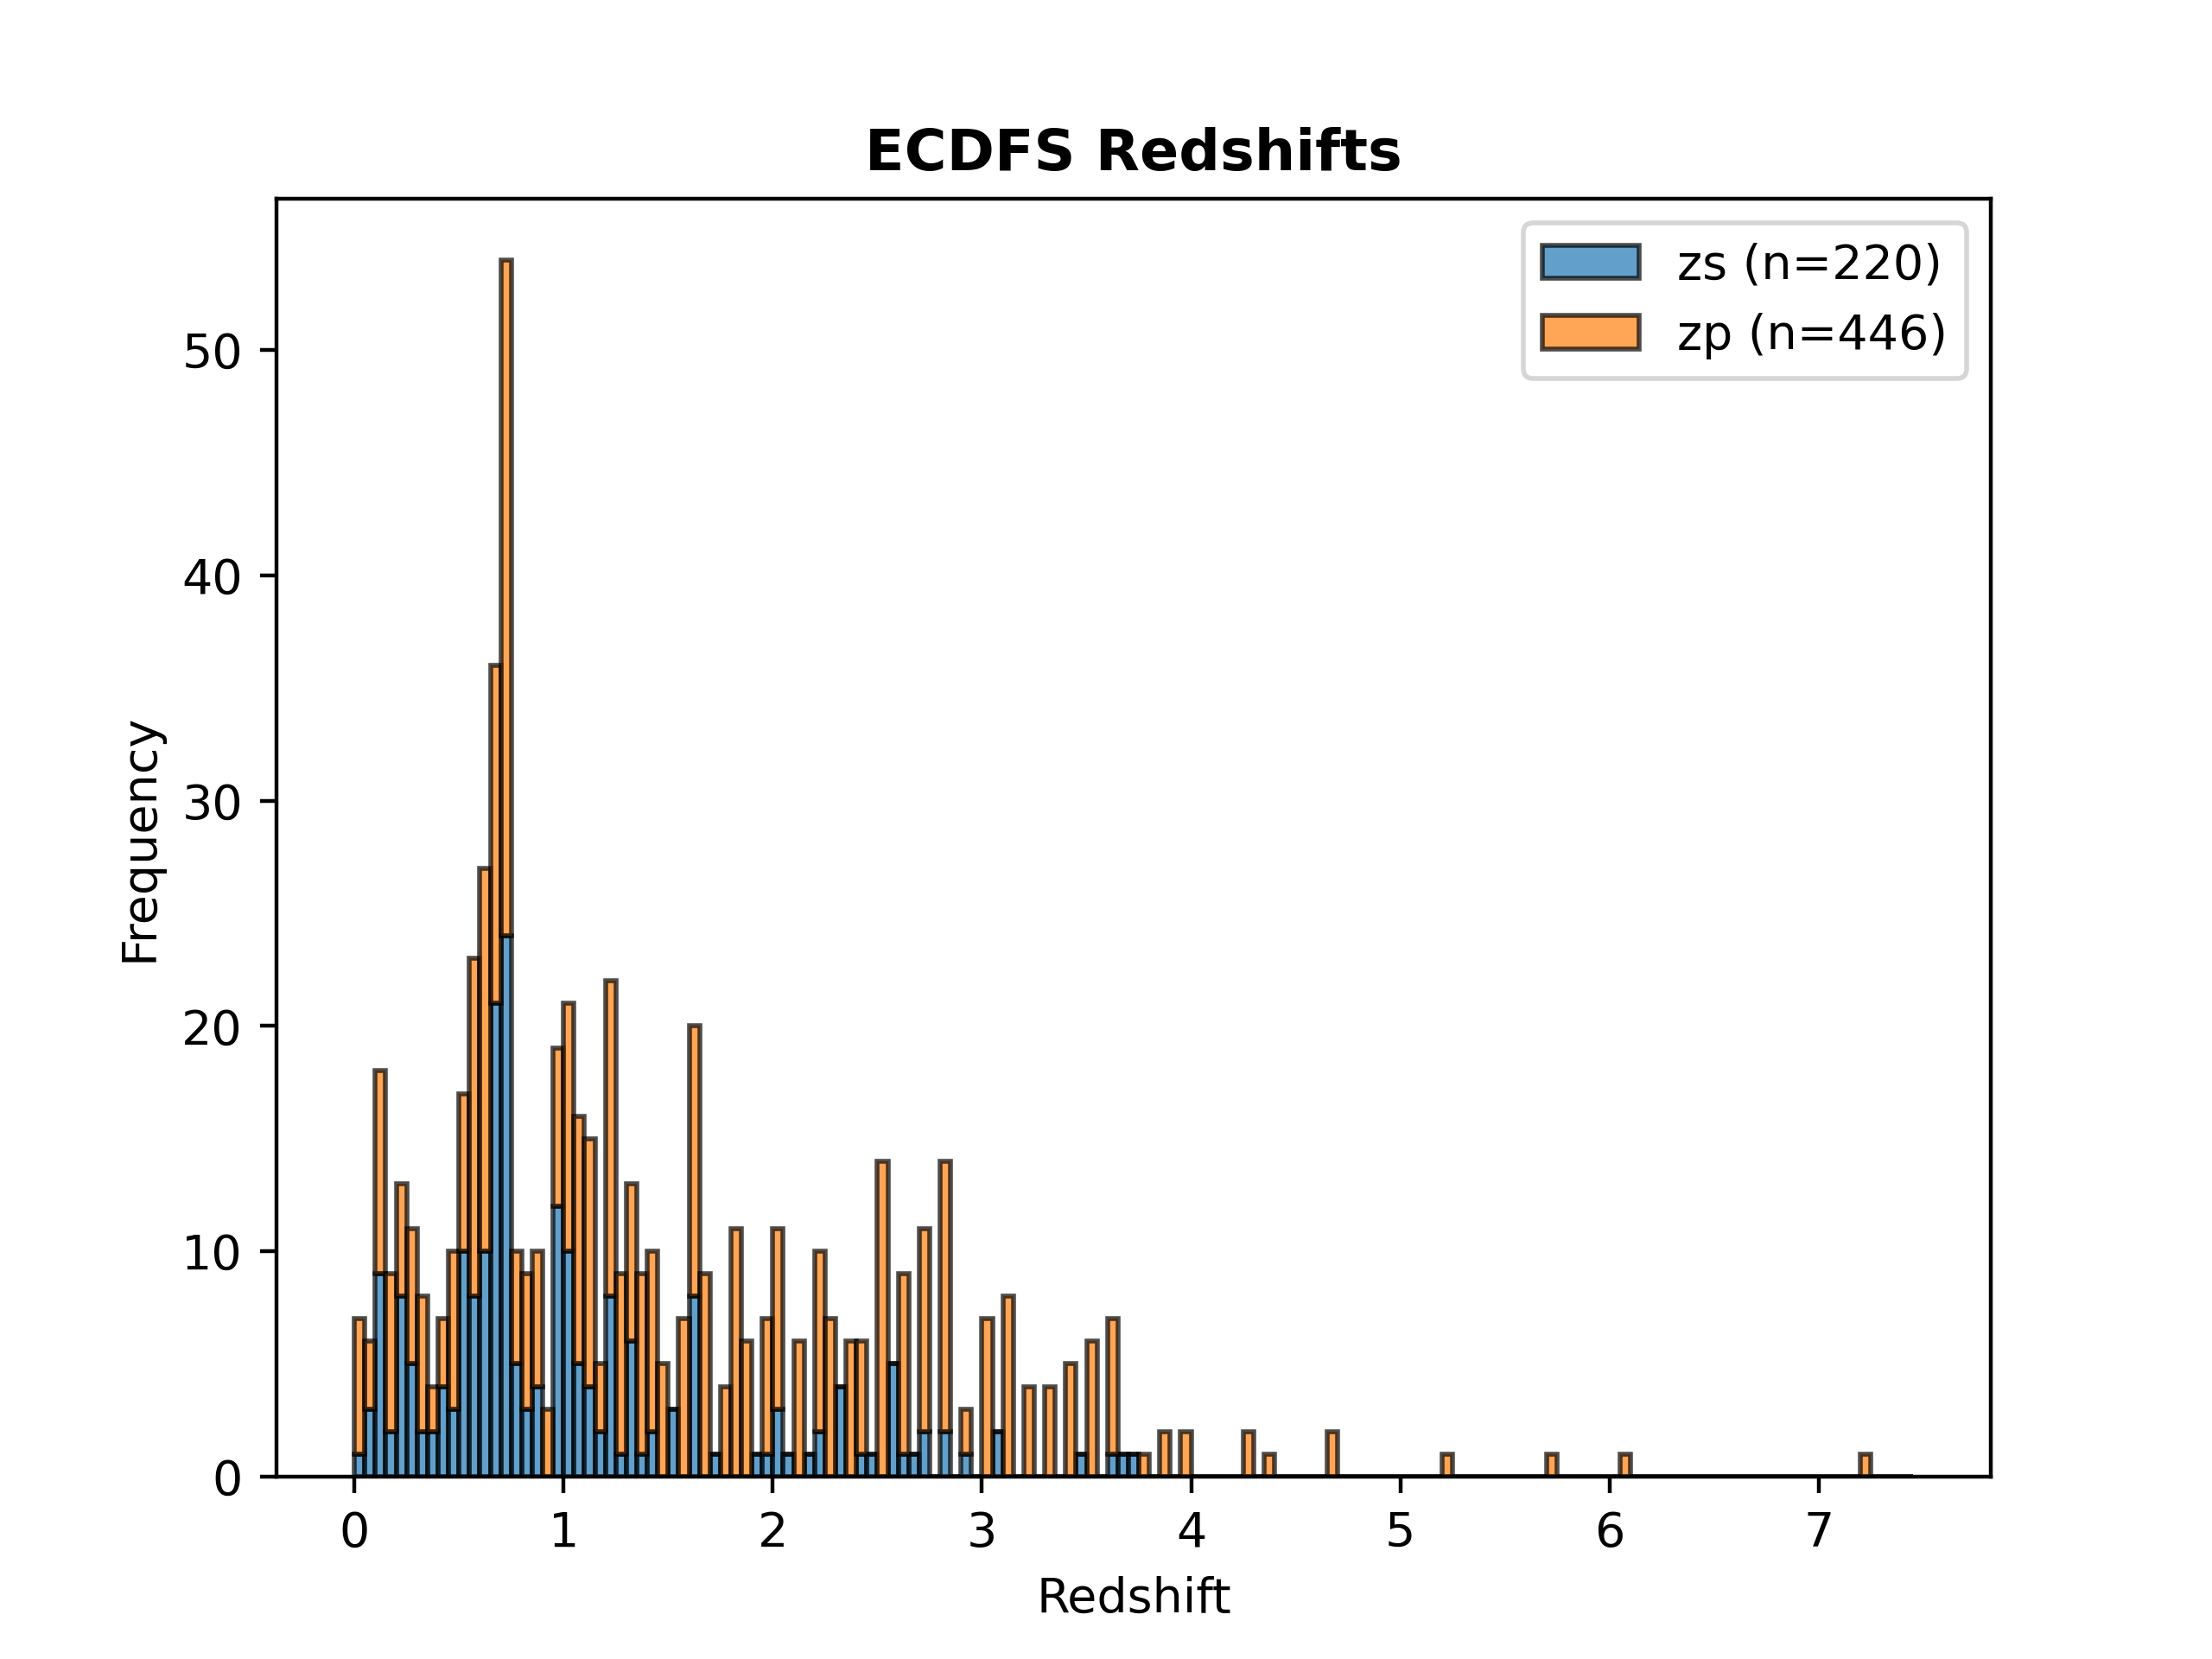 ECDFS Redshifts
zs (n=220)
zp (n=446)
Frequency
50
40
30
20
10
0
0 1 2 3 4 5 6 7
Redshift